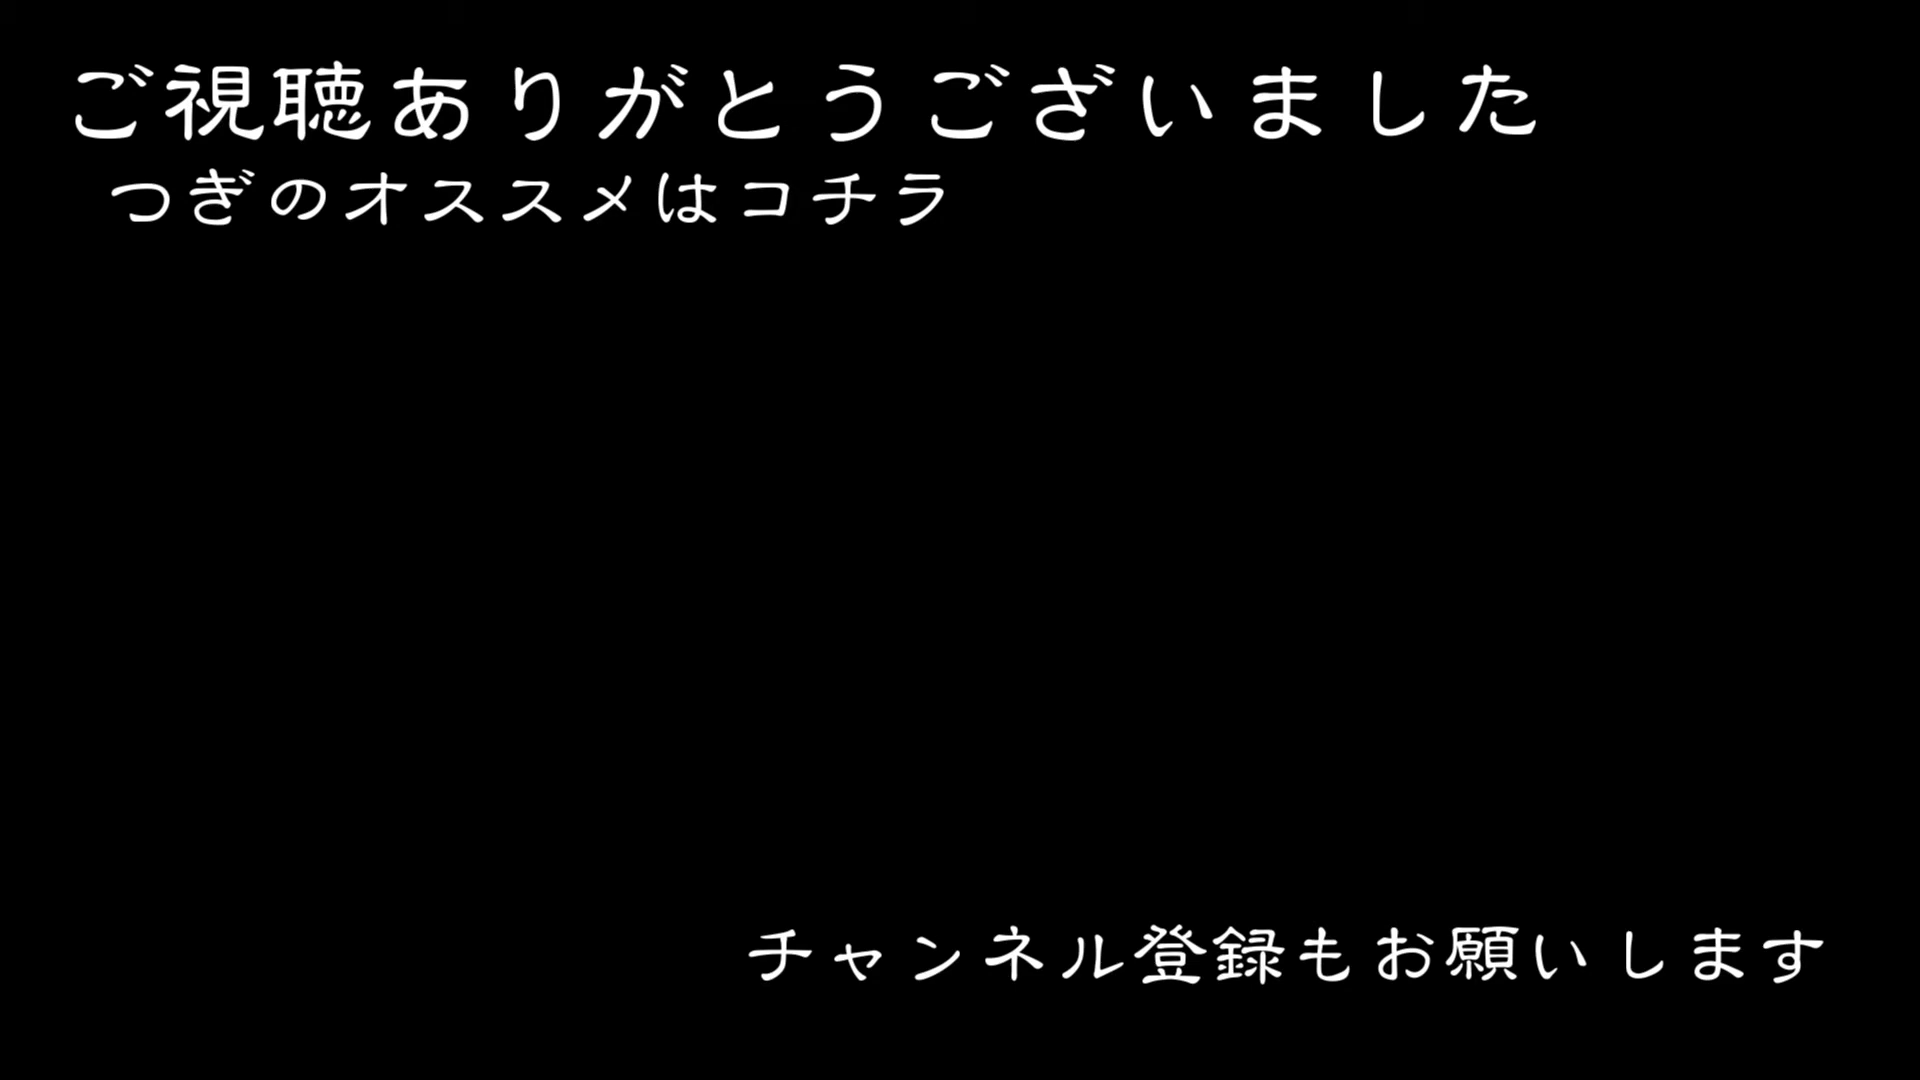 ご視聴ありがとうございました
つぎのオススメはコチラ
チャンネル登録もお願いします